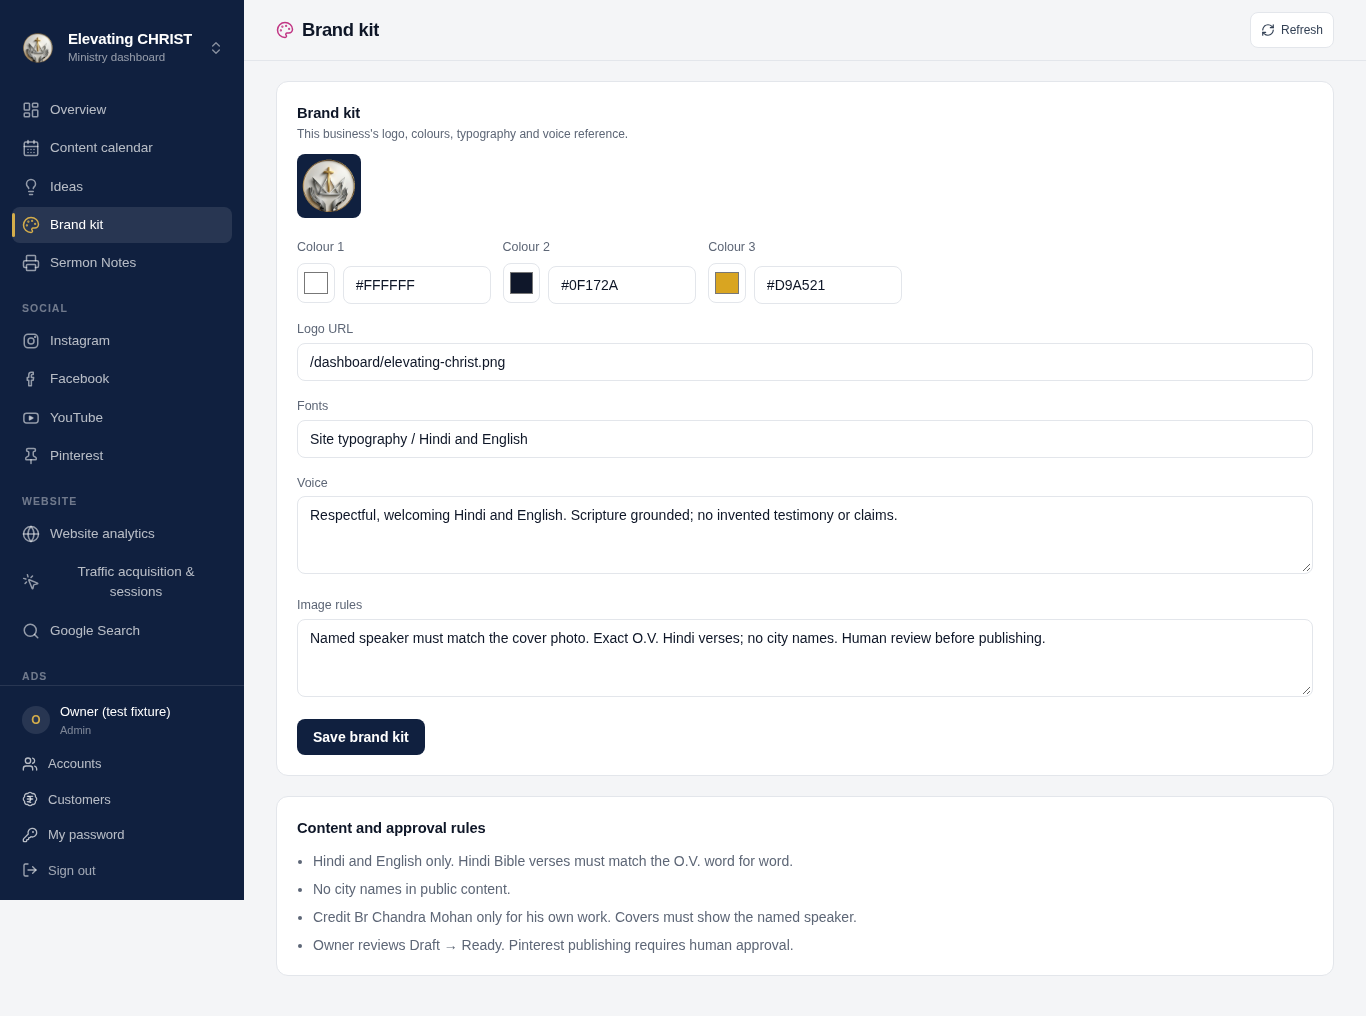 Elevating CHRIST
Ministry dashboard
Overview
Content calendar
Ideas
Brand kit
Sermon Notes
SOCIAL
Instagram
Facebook
YouTube
Pinterest
WEBSITE
Website analytics
Traffic acquisition &
sessions
Google Search
ADS
O
Owner (test fixture)
Admin
Accounts
Customers
My password
Sign out
Brand kit
Refresh
Brand kit
This business's logo, colours, typography and voice reference.
Colour 1
Colour 2
Colour 3
#FFFFFF
#0F172A
#D9A521
Logo URL
/dashboard/elevating-christ.png
Fonts
Site typography / Hindi and English
Voice
Respectful, welcoming Hindi and English. Scripture grounded; no invented testimony or claims.
Image rules
Named speaker must match the cover photo. Exact O.V. Hindi verses; no city names. Human review before publishing.
Save brand kit
Content and approval rules
• Hindi and English only. Hindi Bible verses must match the O.V. word for word.
• No city names in public content.
• Credit Br Chandra Mohan only for his own work. Covers must show the named speaker.
• Owner reviews Draft → Ready. Pinterest publishing requires human approval.